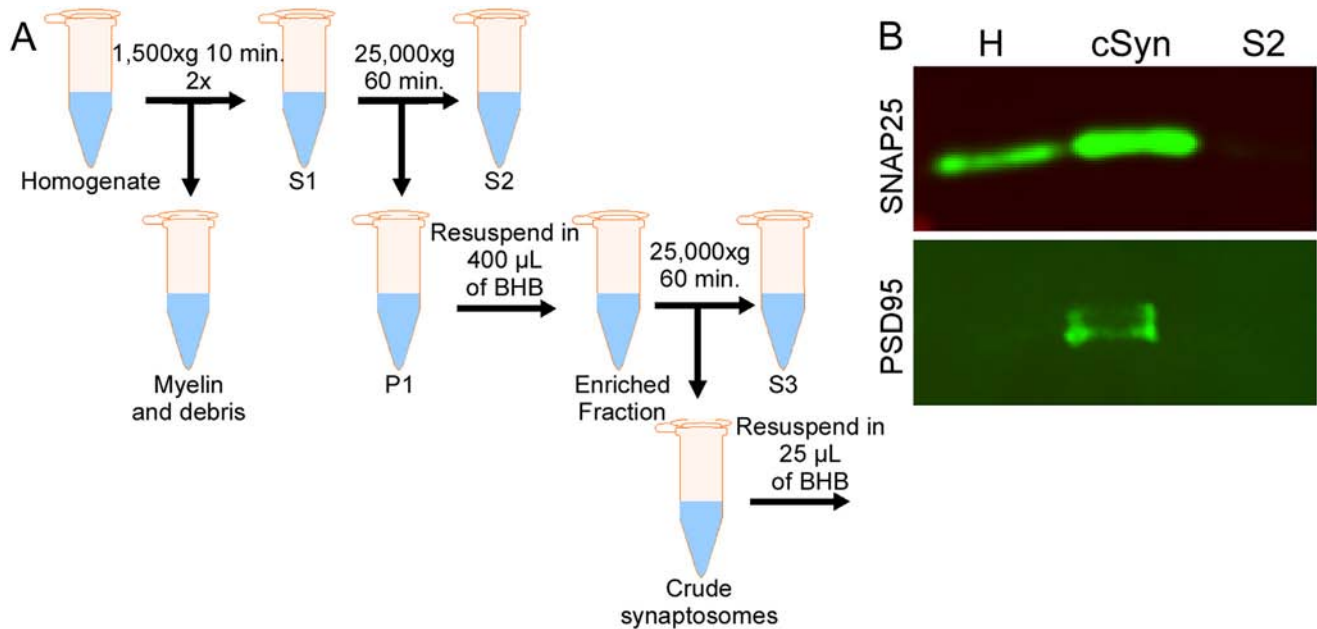 A
1,500xg 10 min.
2x
25,000xg
60 min.
Homogenate
S1
S2
Myelin
and debris
P1
Resuspend in
400 µL
of BHB
Enriched
Fraction
25,000xg
60 min.
S3
Crude
synaptosomes
Resuspend in
25 µL
of BHB
B
H cSyn S2
SNAP25
PSD95